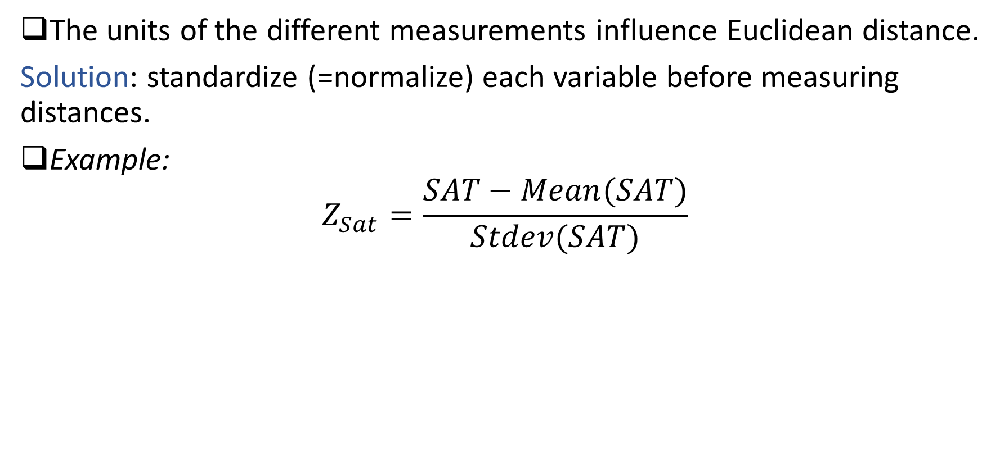 ❑The units of the different measurements influence Euclidean distance.
Solution: standardize (=normalize) each variable before measuring
distances.
❑Example:
Z_{Sat} = \frac{SAT − Mean(SAT)}{Stdev(SAT)}